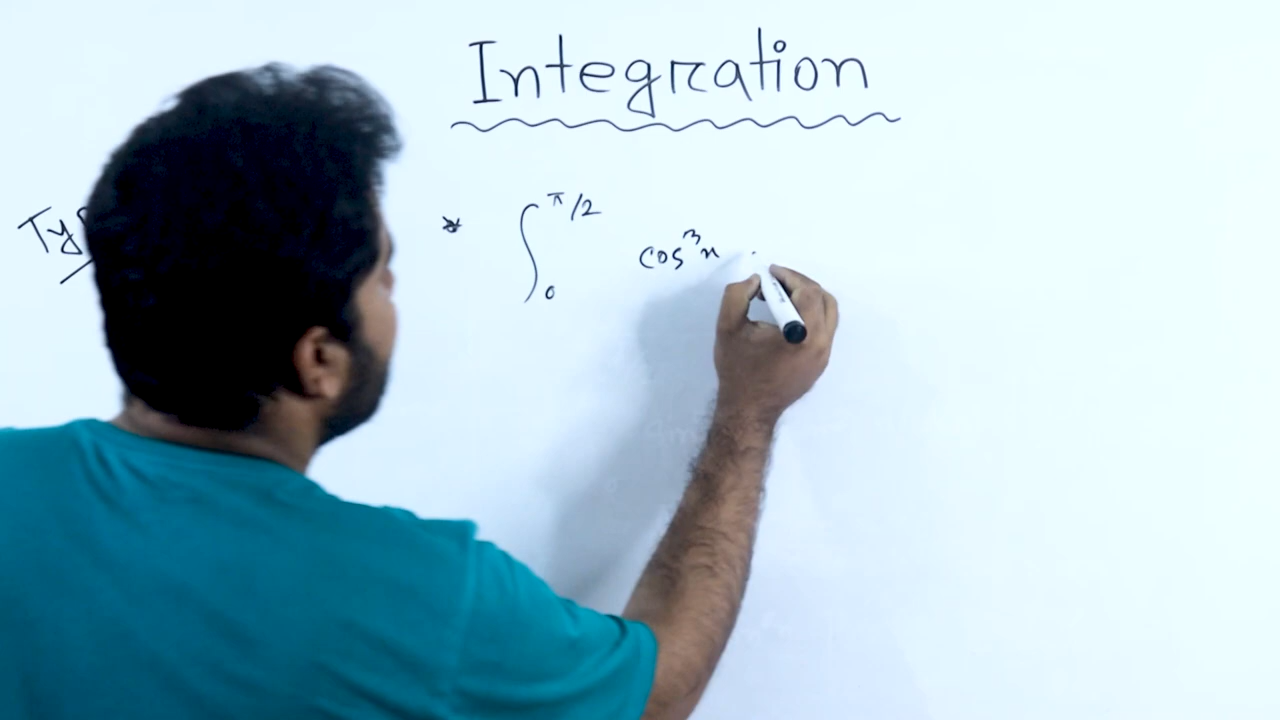 Integration
* ∫₀^π/2 cos³x